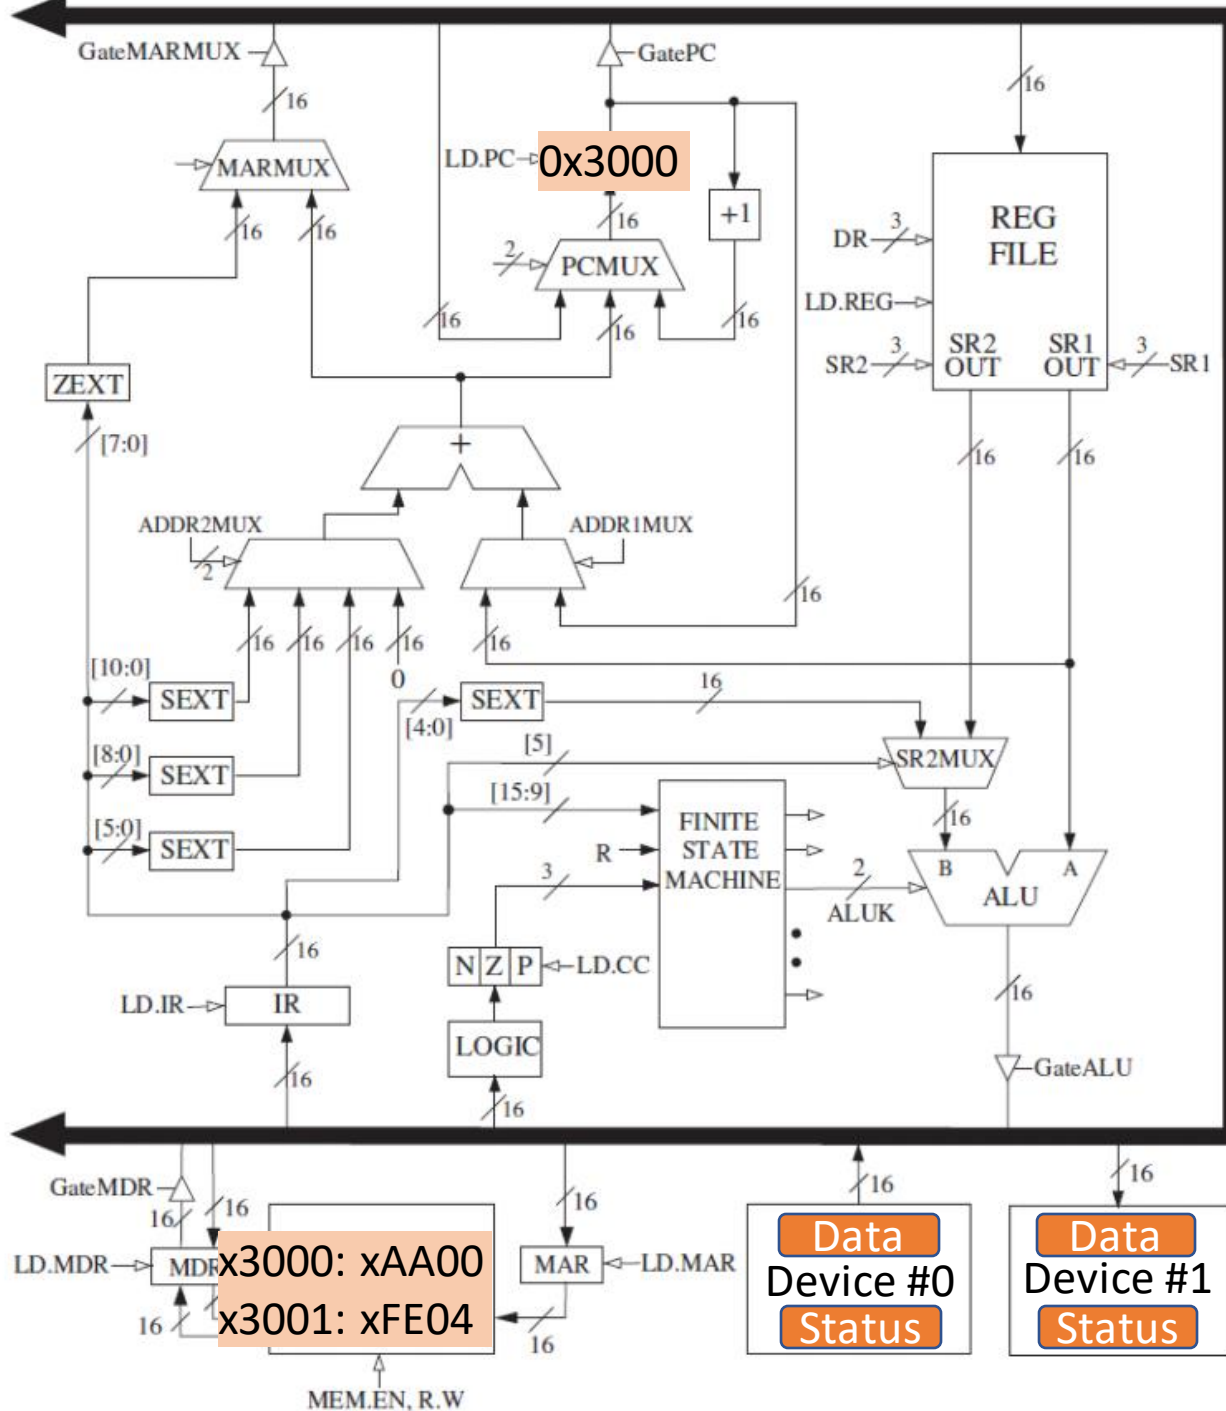 GateMARMUX
GatePC
16
16
MARMUX
LD.PC
0x3000
+1
REG
FILE
DR
3
16
16
16
2
PCMUX
LD.REG
16
16
16
SR2
3
SR2
OUT
SR1
OUT
3
SR1
ZEXT
[7:0]
+
16
16
ADDR2MUX
2
ADDR1MUX
16
16
16
16
16
16
[10:0]
SEXT
0
[4:0]
SEXT
16
[8:0]
SEXT
[5]
SR2MUX
[15:9]
[5:0]
SEXT
16
FINITE
STATE
MACHINE
R
3
2
ALUK
B
A
ALU
16
N Z P
LD.CC
LD.IR
IR
16
LOGIC
GateALU
16
16
GateMDR
16
16
16
16
16
LD.MDR
MDR
x3000: xAA00
x3001: xFE04
MAR
LD.MAR
16
16
MEM.EN, R.W
Data
Device #0
Status
Data
Device #1
Status